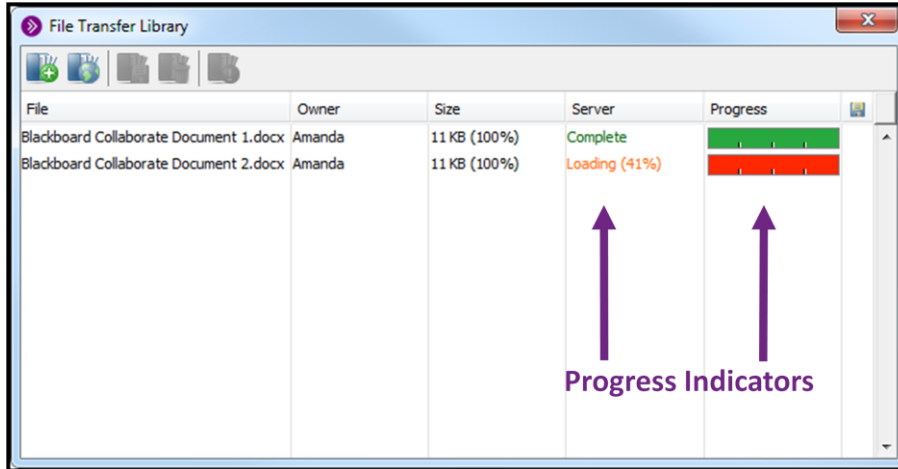 File Transfer Library
File Owner Size Server Progress
Blackboard Collaborate Document 1.docx Amanda 11 KB (100%) Complete
Blackboard Collaborate Document 2.docx Amanda 11 KB (100%) Loading (41%)
Progress Indicators